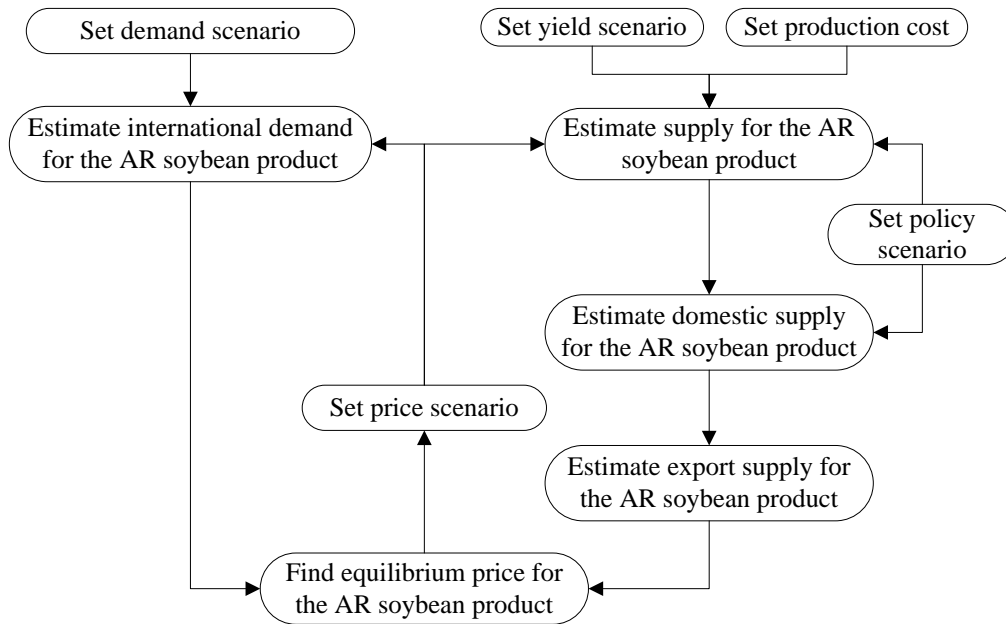 Set demand scenario
Set yield scenario
Set production cost
Estimate international demand
for the AR soybean product
Estimate supply for the AR
soybean product
Set policy
scenario
Estimate domestic supply
for the AR soybean product
Set price scenario
Estimate export supply for
the AR soybean product
Find equilibrium price for
the AR soybean product